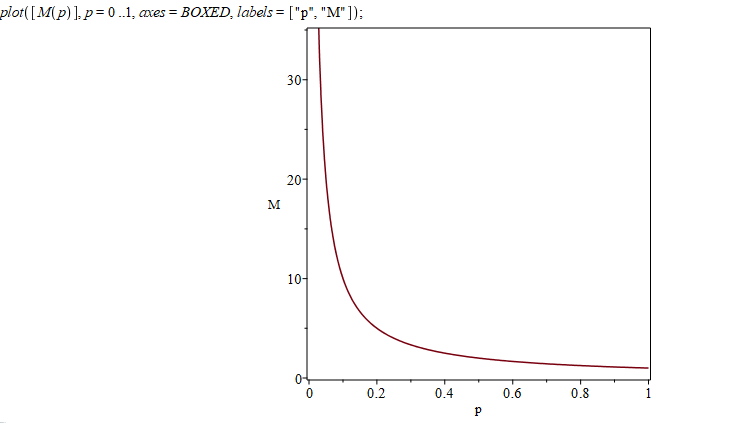 plot([M(p)], p = 0 ..1, axes = BOXED, labels = ["p", "M"]);
30
20
M
10
0
0 0.2 0.4 0.6 0.8 1
p